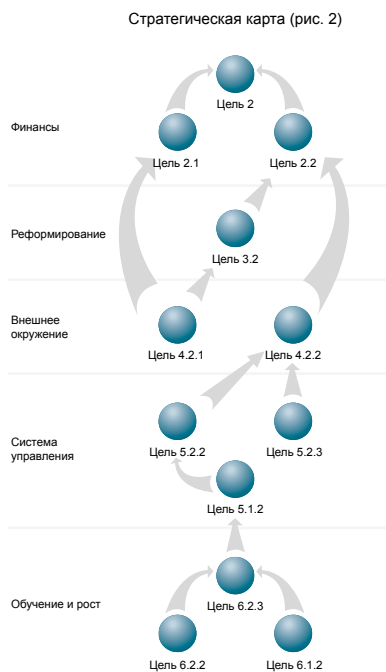 Стратегическая карта (рис. 2)
Цель 2
Финансы
Цель 2.1
Цель 2.2
Реформирование
Цель 3.2
Внешнее
окружение
Цель 4.2.1
Цель 4.2.2
Система
управления
Цель 5.2.2
Цель 5.2.3
Цель 5.1.2
Обучение и рост
Цель 6.2.3
Цель 6.2.2
Цель 6.1.2